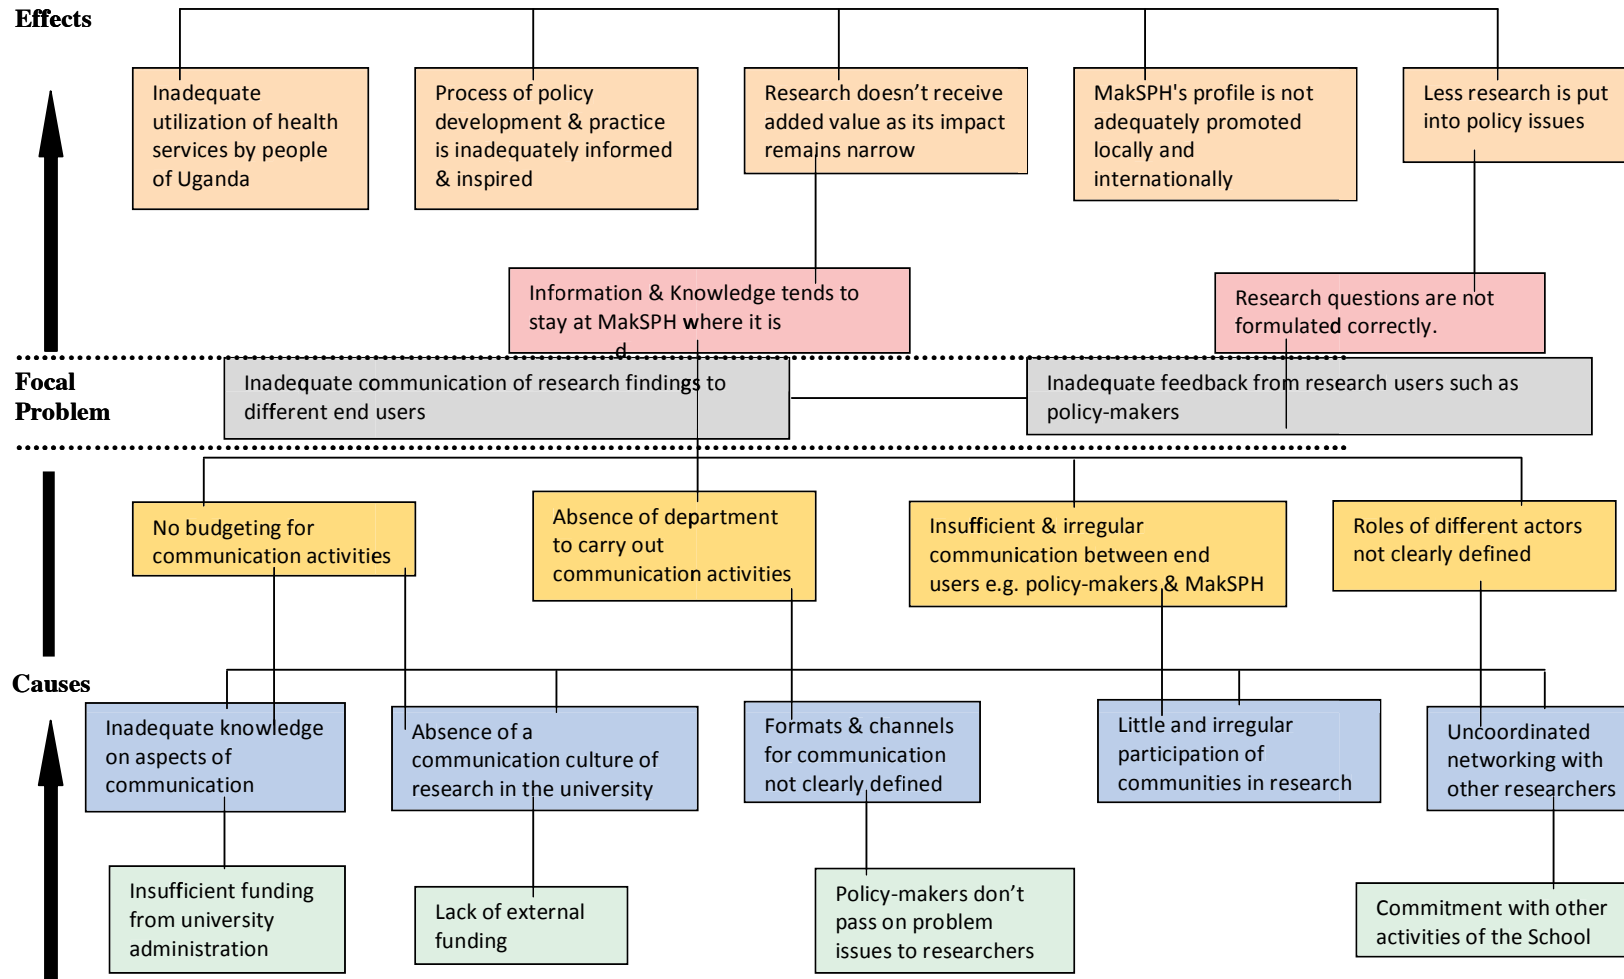 Effects
Inadequate
utilization of health
services by people
of Uganda
Process of policy
development & practice
is inadequately informed
& inspired
Research doesn’t receive
added value as its impact
remains narrow
MakSPH's profile is not
adequately promoted
locally and
internationally
Less research is put
into policy issues
Information & Knowledge tends to
stay at MakSPH where it is
d
Research questions are not
formulated correctly.
Focal
Problem
Inadequate communication of research findings to
different end users
Inadequate feedback from research users such as
policy-makers
No budgeting for
communication activities
Absence of department
to carry out
communication activities
Insufficient & irregular
communication between end
users e.g. policy-makers & MakSPH
Roles of different actors
not clearly defined
Causes
Inadequate knowledge
on aspects of
communication
Absence of a
communication culture of
research in the university
Formats & channels
for communication
not clearly defined
Little and irregular
participation of
communities in research
Uncoordinated
networking with
other researchers
Insufficient funding
from university
administration
Lack of external
funding
Policy-makers don’t
pass on problem
issues to researchers
Commitment with other
activities of the School